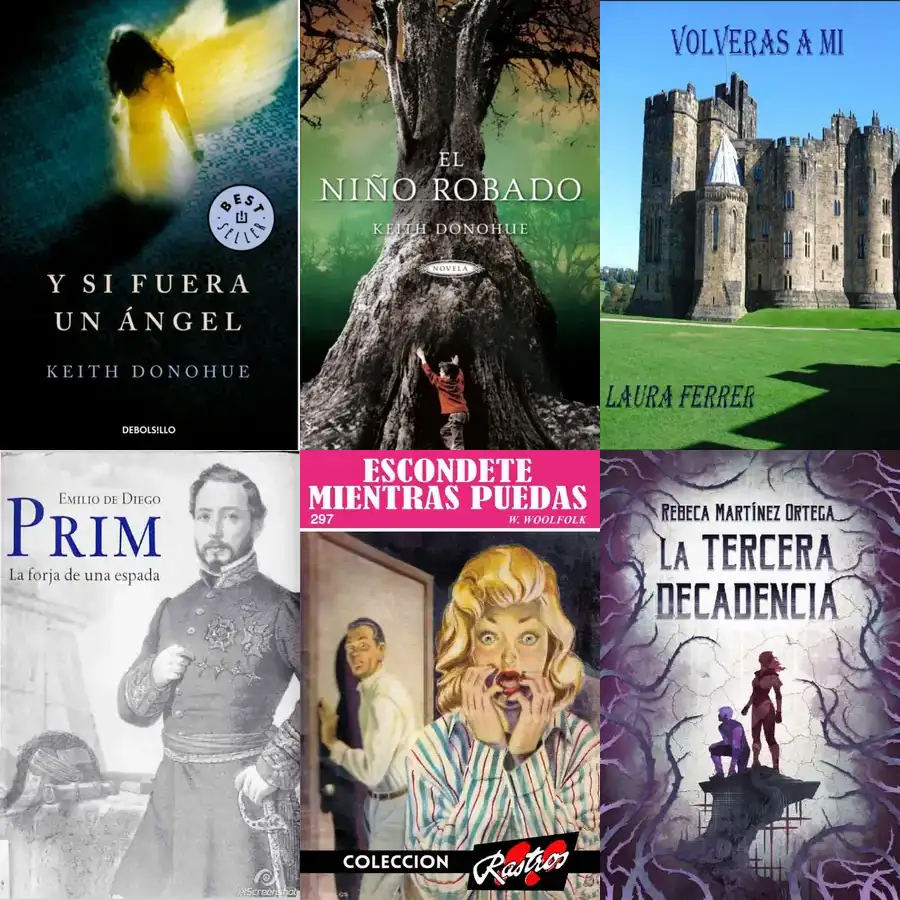 BEST
SELLER
Y SI FUERA
UN ÁNGEL
KEITH DONOHUE
DEBOLS!LLO
EL
NIÑO ROBADO
KEITH DONOHUE
NOVELA
VOLVERAS A MI
LAURA FERRER
EMILIO DE DIEGO
PRIM
La forja de una espada
ESCONDETE
MIENTRAS PUEDAS
297
W. WOOLFOLK
COLECCION
Rastros
REBECA MARTÍNEZ ORTEGA
LA TERCERA
DECADENCIA